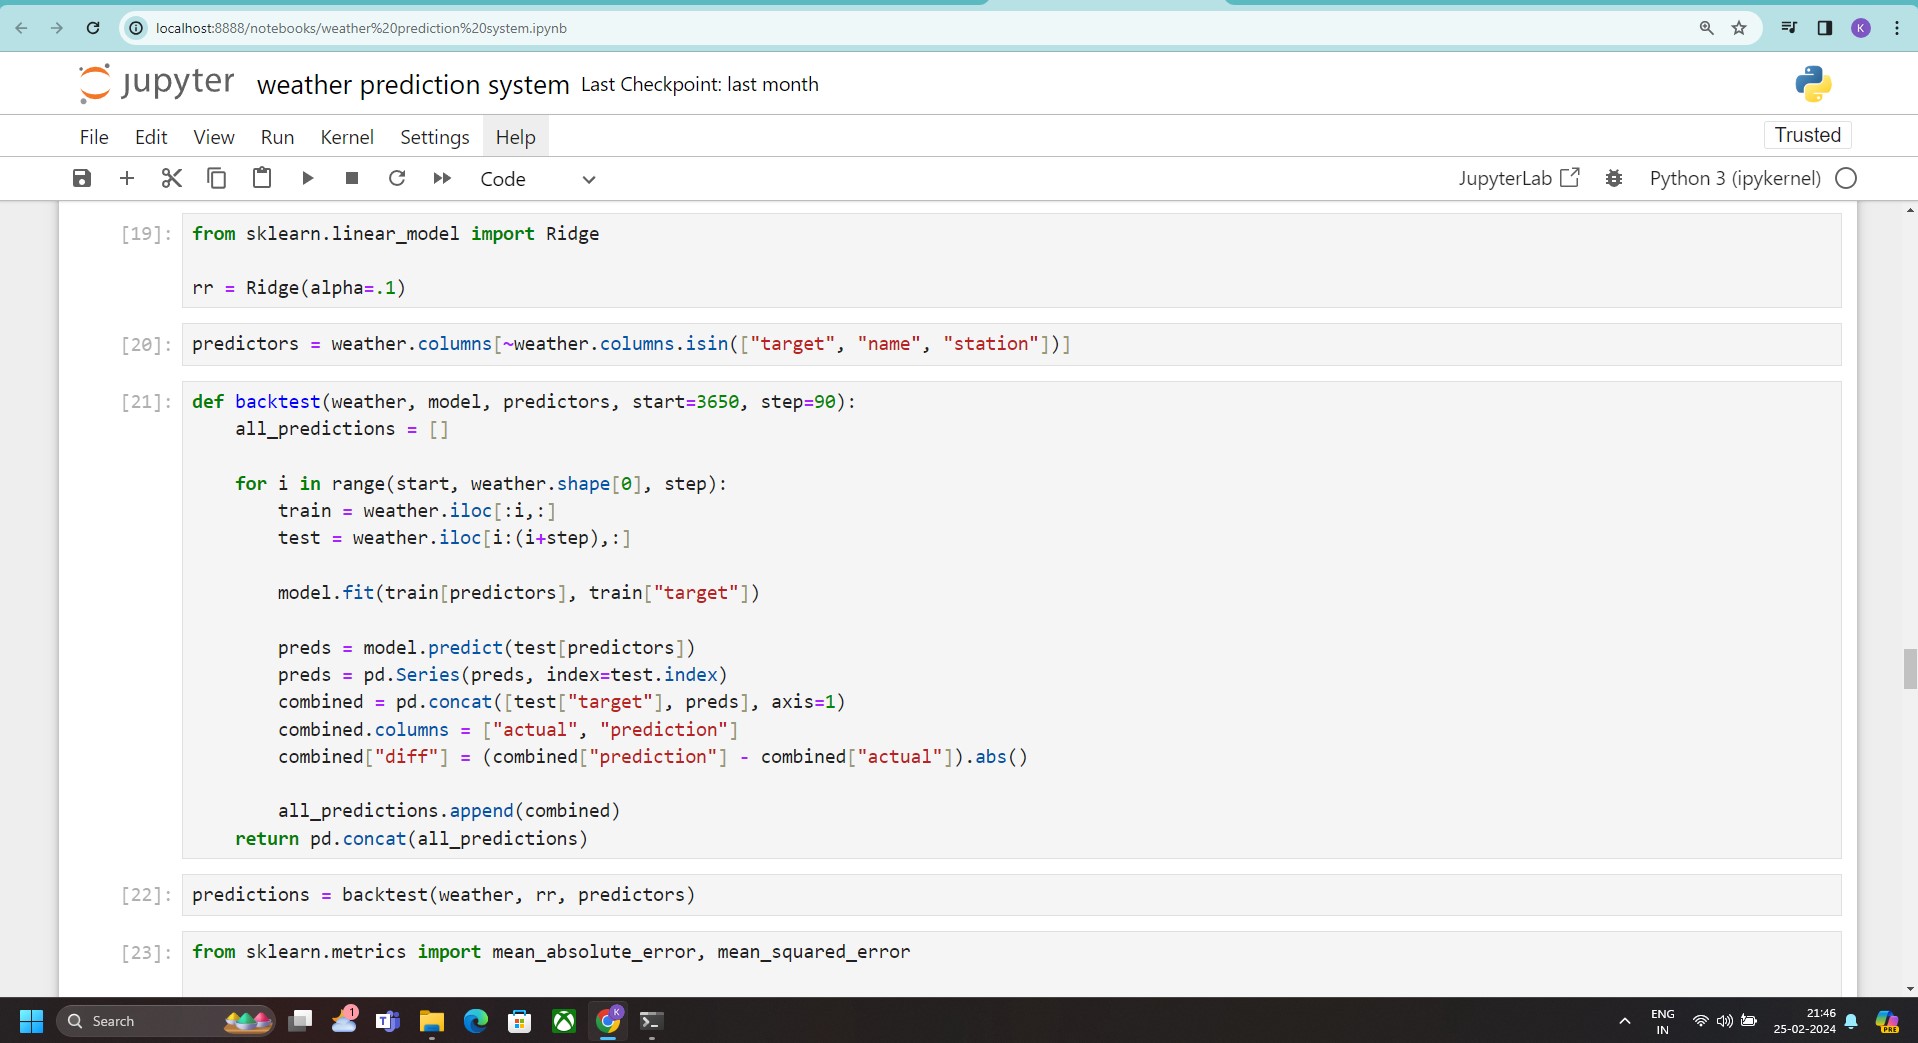 localhost:8888/notebooks/weather%20prediction%20system.ipynb
K
jupyter weather prediction system Last Checkpoint: last month
File Edit View Run Kernel Settings Help Trusted
Code JupyterLab Python 3 (ipykernel)
[19]: from sklearn.linear_model import Ridge
rr = Ridge(alpha=.1)
[20]: predictors = weather.columns[~weather.columns.isin(["target", "name", "station"])]
[21]: def backtest(weather, model, predictors, start=3650, step=90):
    all_predictions = []
    for i in range(start, weather.shape[0], step):
        train = weather.iloc[:i,:]
        test = weather.iloc[i:(i+step),:]
        model.fit(train[predictors], train["target"])
        preds = model.predict(test[predictors])
        preds = pd.Series(preds, index=test.index)
        combined = pd.concat([test["target"], preds], axis=1)
        combined.columns = ["actual", "prediction"]
        combined["diff"] = (combined["prediction"] - combined["actual"]).abs()
        all_predictions.append(combined)
    return pd.concat(all_predictions)
[22]: predictions = backtest(weather, rr, predictors)
[23]: from sklearn.metrics import mean_absolute_error, mean_squared_error
Search 1 K ENG 21:46
IN 25-02-2024 PRE